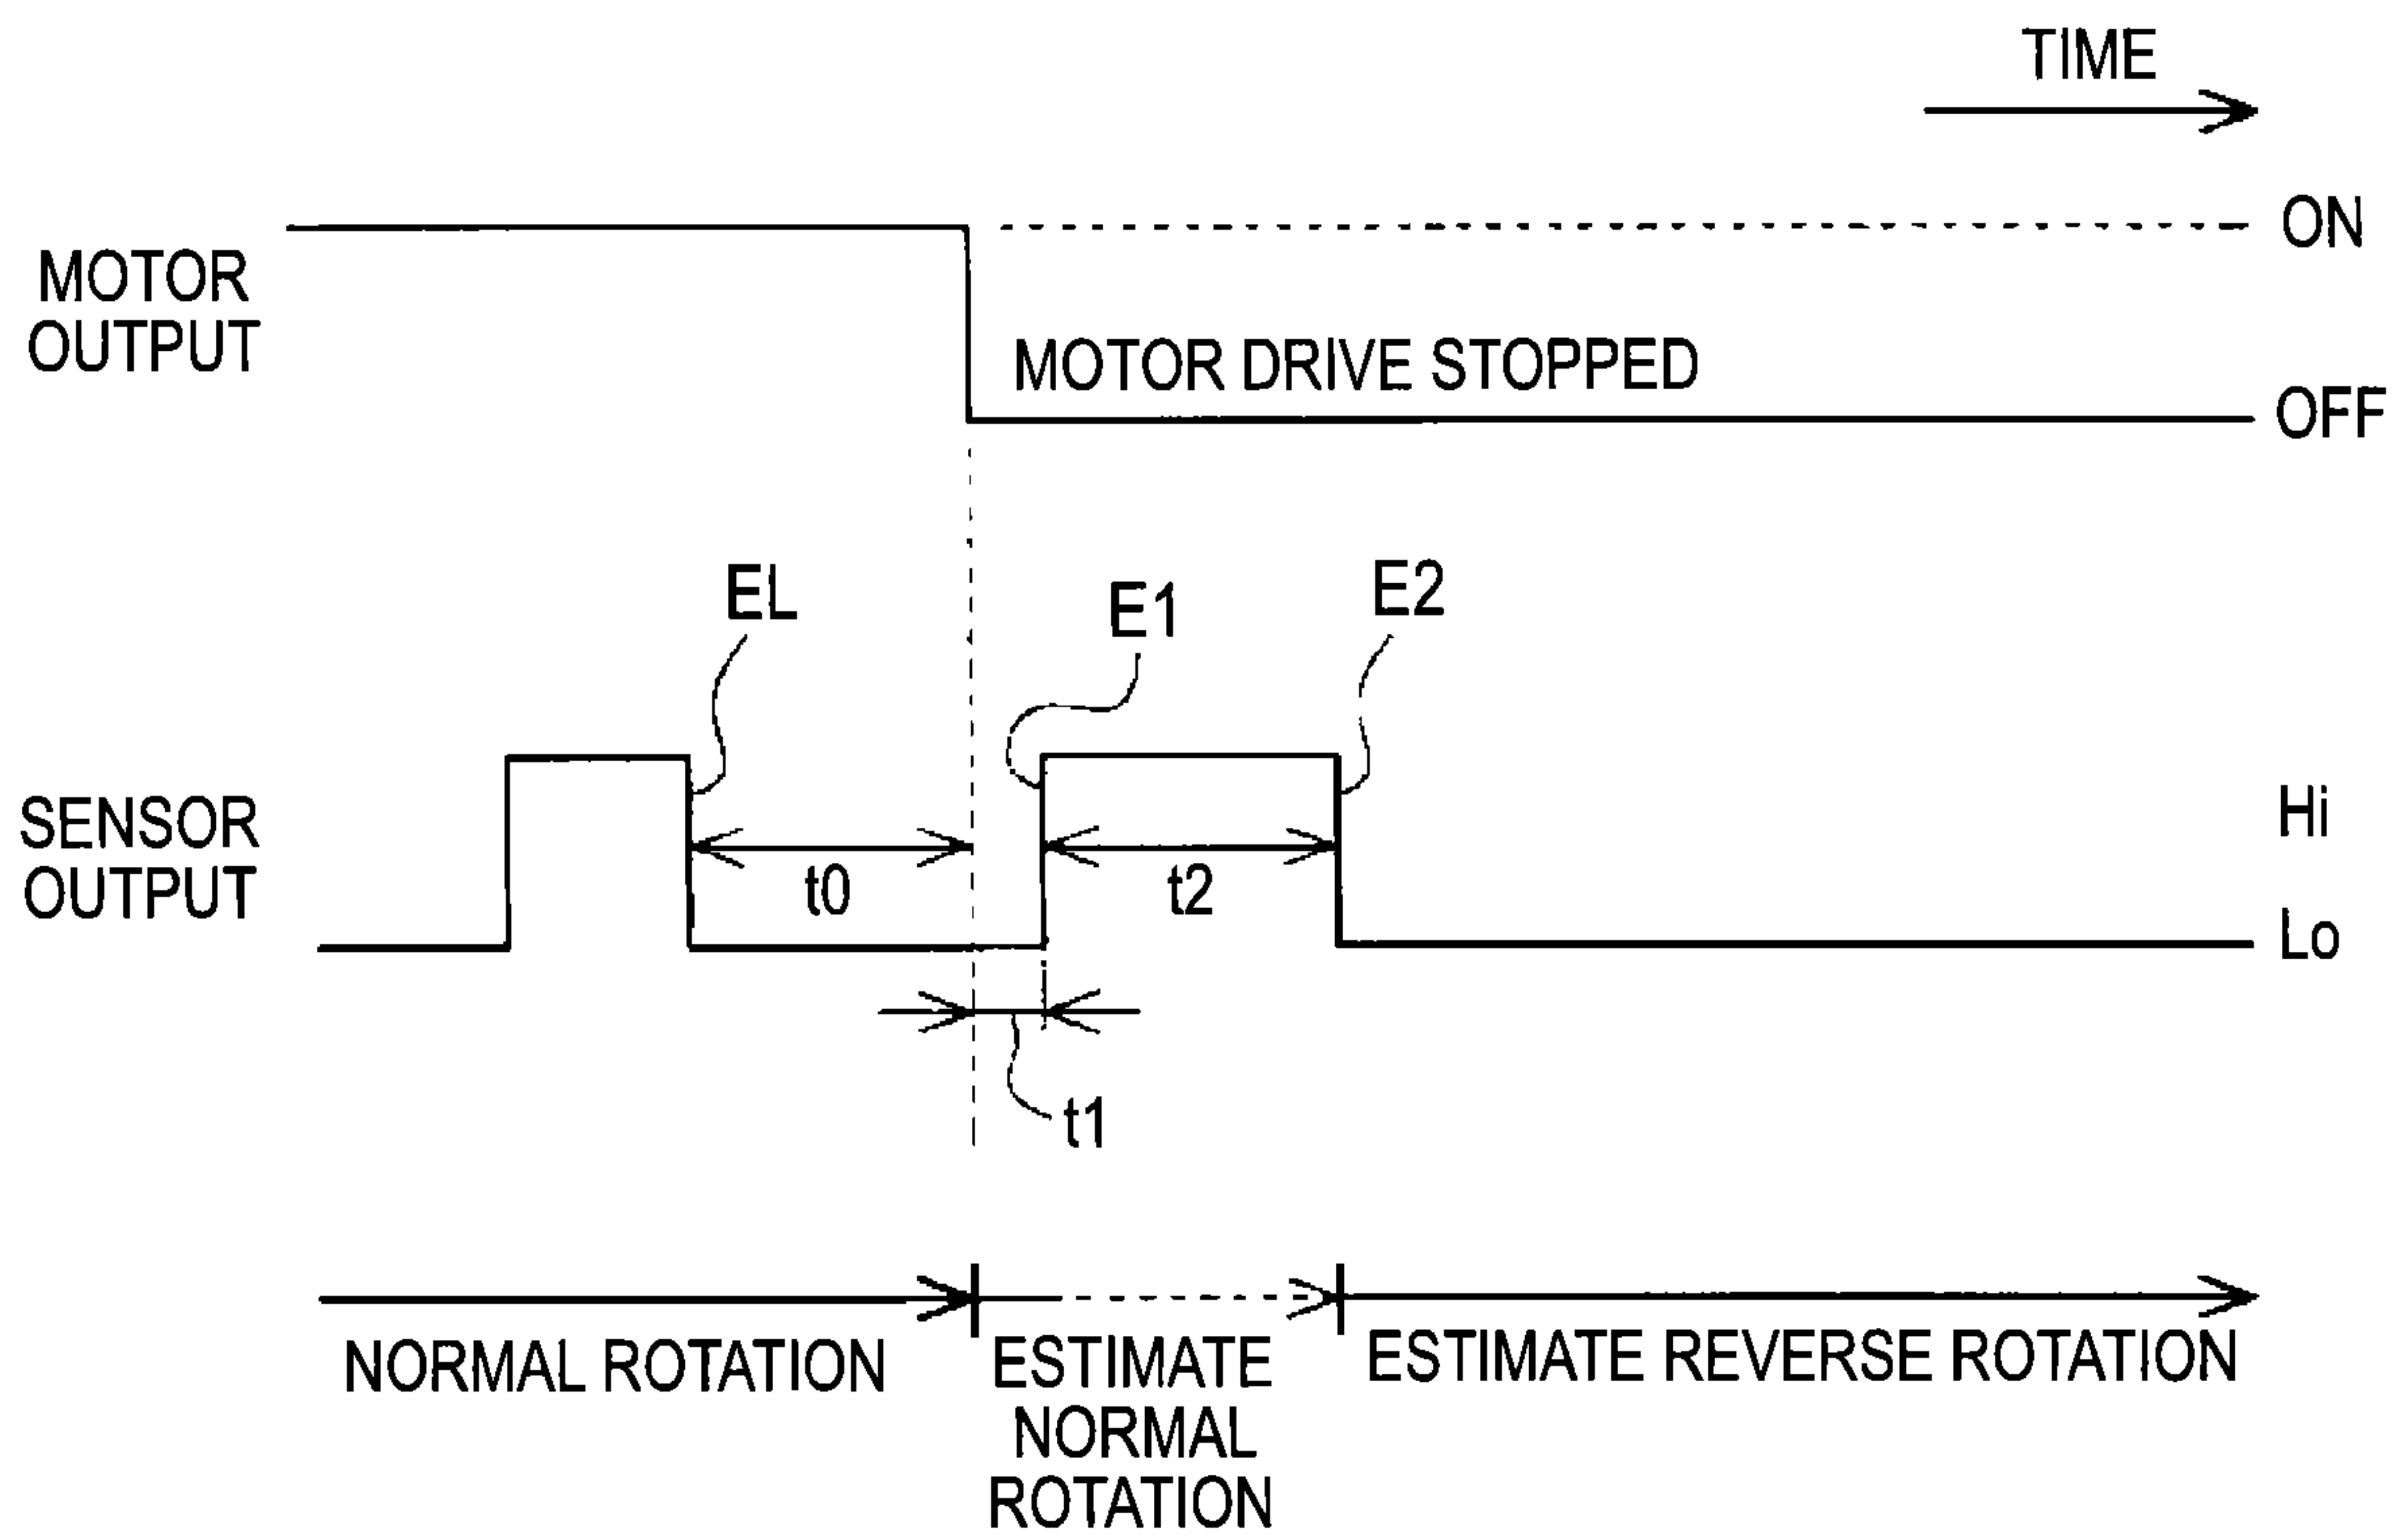 TIME
ON
MOTOR
OUTPUT
MOTOR DRIVE STOPPED
OFF
EL
E1
E2
SENSOR
OUTPUT
Hi
Lo
t0
t2
t1
NORMAL ROTATION
ESTIMATE
NORMAL
ROTATION
ESTIMATE REVERSE ROTATION